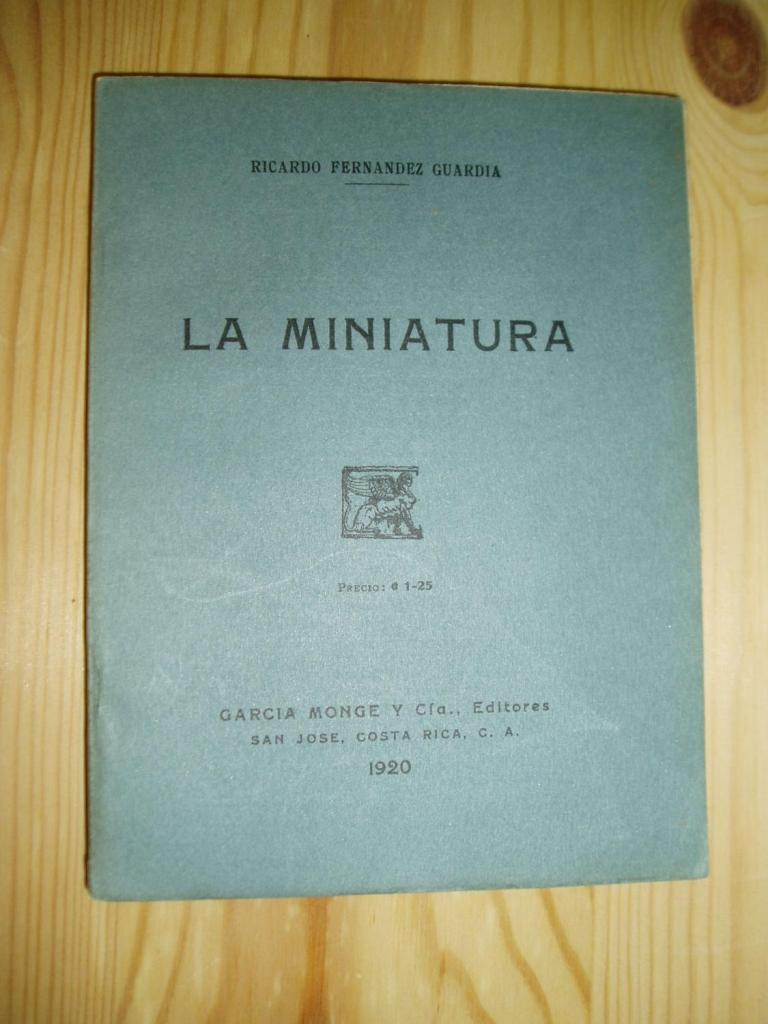 RICARDO FERNANDEZ GUARDIA
LA MINIATURA
PRECIO: ₡ 1-25
GARCIA MONGE Y Cía., Editores
SAN JOSE, COSTA RICA, C. A.
1920